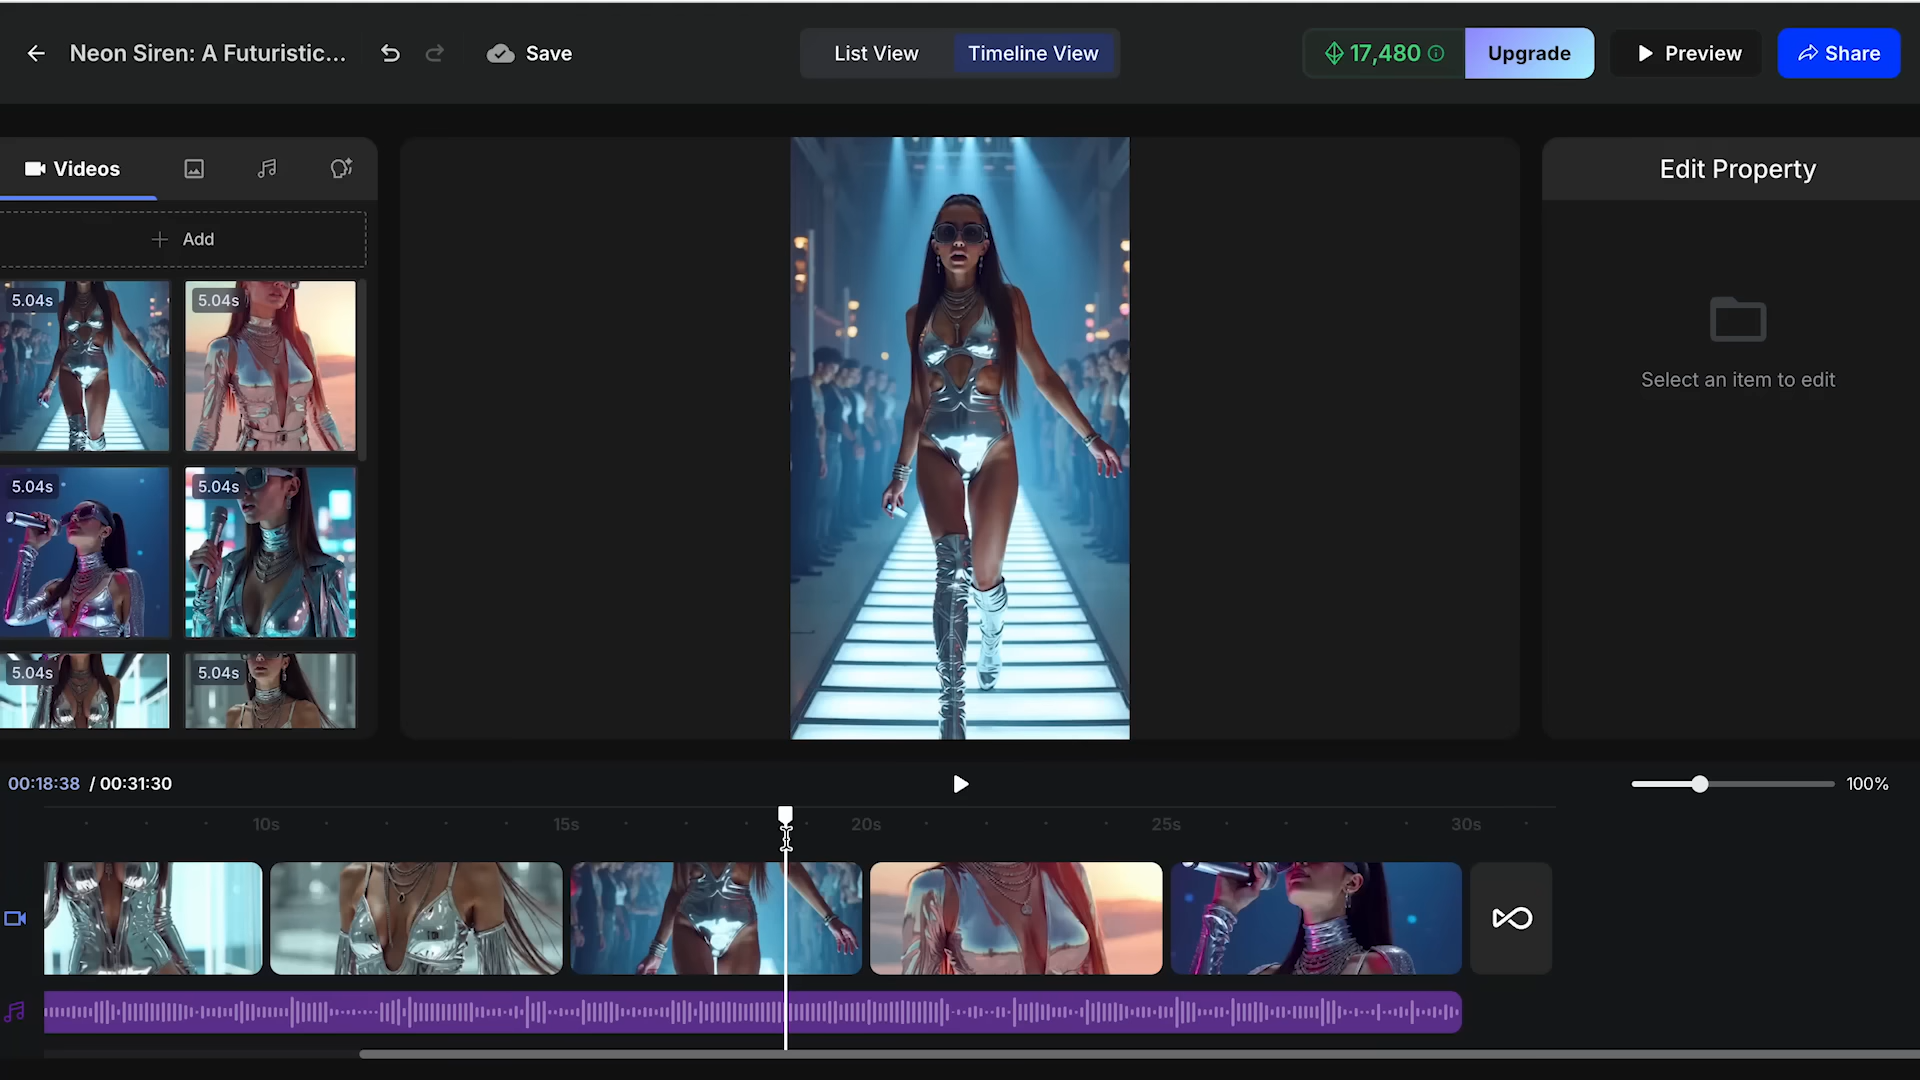 Neon Siren: A Futuristic...
Save
List View
Timeline View
17,480
Upgrade
Preview
Share
Videos
Edit Property
Add
5.04s
5.04s
Select an item to edit
5.04s
5.04s
5.04s
5.04s
00:18:38 / 00:31:30
100%
10s
15s
20s
25s
30s